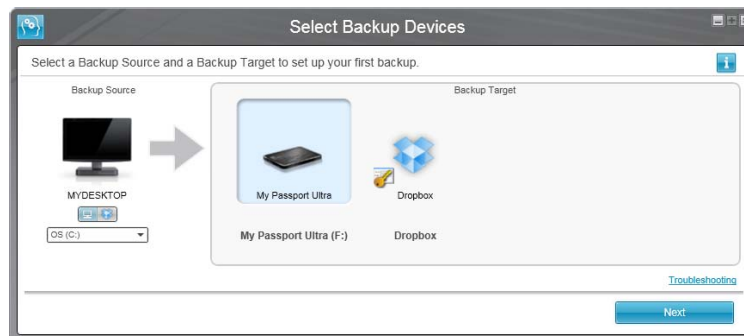 Select Backup Devices
Select a Backup Source and a Backup Target to set up your first backup.
Backup Source
Backup Target
MYDESKTOP
OS (C:)
My Passport Ultra
Dropbox
My Passport Ultra (F:)
Dropbox
Troubleshooting
Next